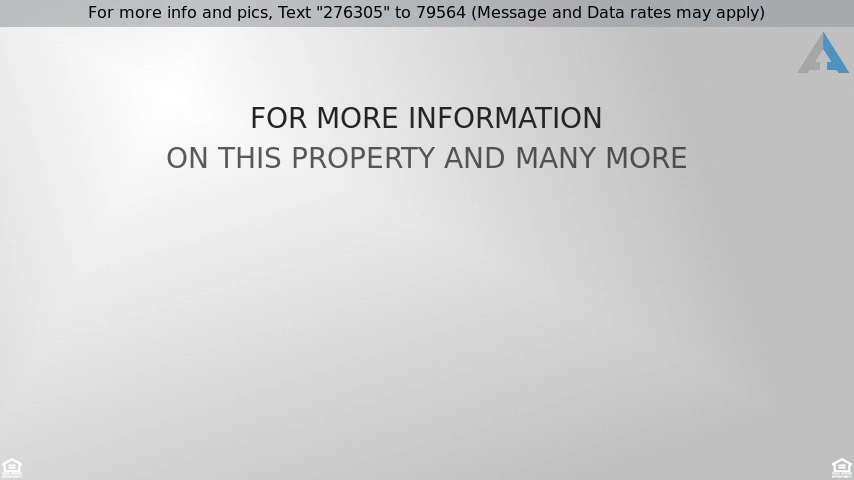 For more info and pics, Text "276305" to 79564 (Message and Data rates may apply)
FOR MORE INFORMATION
ON THIS PROPERTY AND MANY MORE